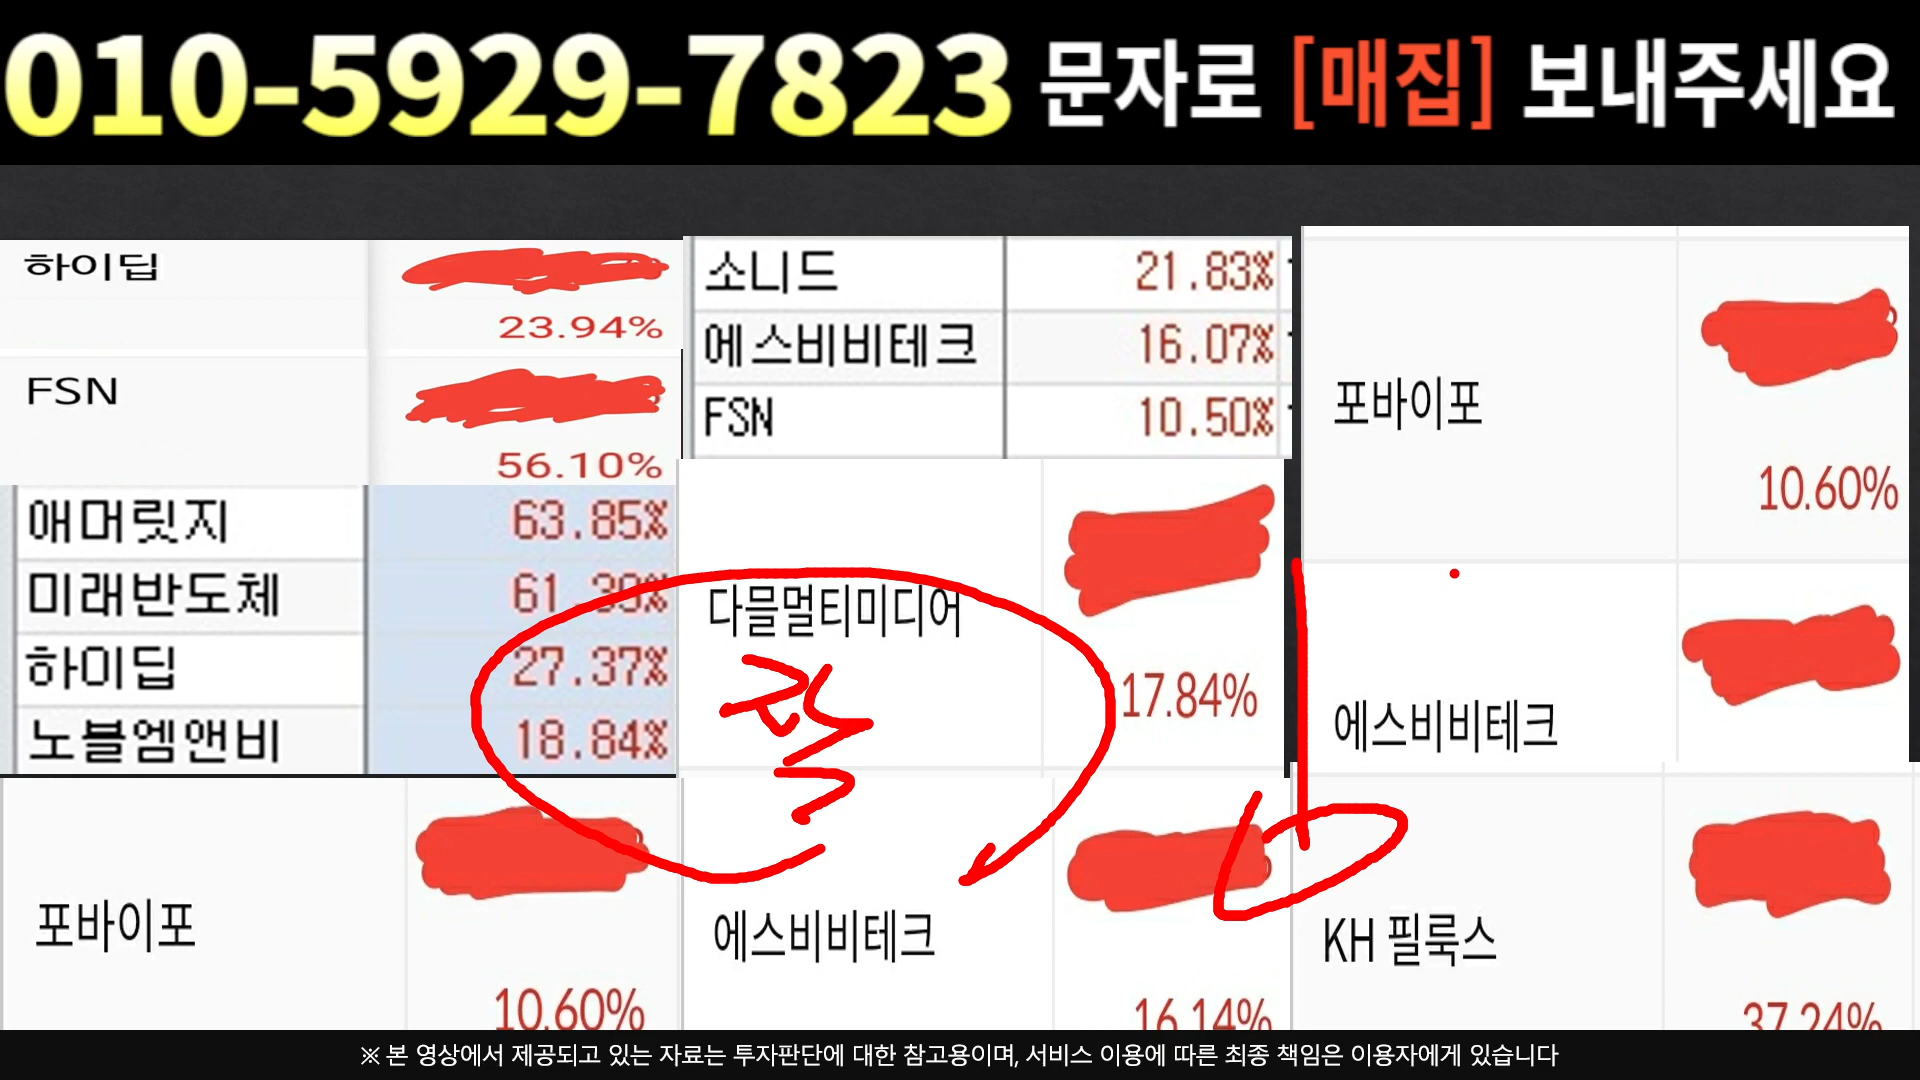 010-5929-7823 문자로 [매집] 보내주세요
하이딥
23.94%
FSN
56.10%
애머릿지 63.85%
미래반도체 61.39%
하이딥 27.37%
노블엠앤비 18.84%
소니드 21.83%
에스비비테크 16.07%
FSN 10.50%
다믈멀티미디어
17.84%
포바이포
10.60%
에스비비테크
포바이포
10.60%
에스비비테크
16.14%
KH 필룩스
37.24%
※ 본 영상에서 제공되고 있는 자료는 투자판단에 대한 참고용이며, 서비스 이용에 따른 최종 책임은 이용자에게 있습니다